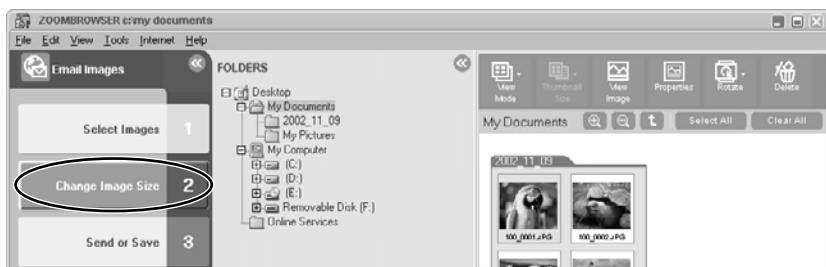 ZOOMBROWSER c:\my documents
File Edit View Tools Internet Help
Email Images
Select Images 1
Change Image Size 2
Send or Save 3
FOLDERS
Desktop
My Documents
2002_11_09
My Pictures
My Computer
(C:)
(D:)
(E:)
Removable Disk (F:)
Online Services
View Mode
Thumbnail Size
View Image
Properties
Rotate
Delete
My Documents Select All Clear All
2002_11_09
100_0001.JPG 100_0002.JPG